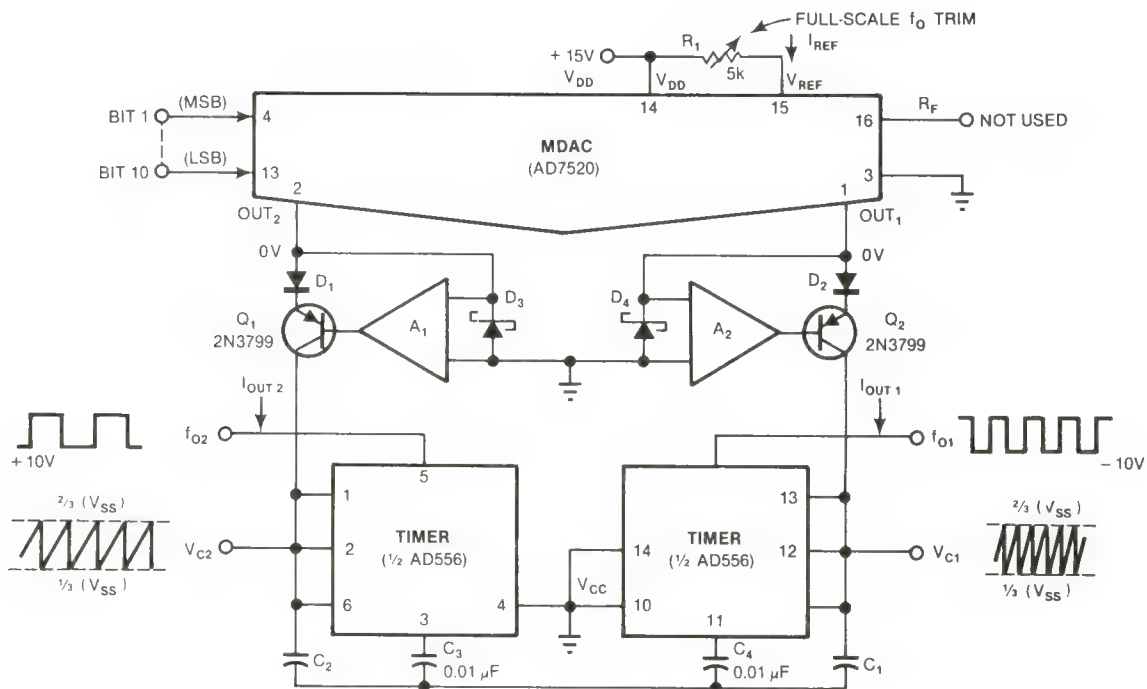 FULL-SCALE fO TRIM
R1
IREF
+ 15V
5k
VDD
VDD
VREF
14
15
BIT 1
(MSB)
4
MDAC
(AD7520)
16
RF
NOT USED
BIT 10
(LSB)
13
3
2
1
OUT2
OUT1
0V
0V
D1
D3
D4
D2
Q1
2N3799
A1
A2
Q2
2N3799
IOUT 2
IOUT 1
fO2
fO1
+ 10V
- 10V
5
1
13
2/3 (VSS)
2/3 (VSS)
TIMER
(1/2 AD556)
TIMER
(1/2 AD556)
VC2
2
14
12
VC1
VCC
1/3 (VSS)
1/3 (VSS)
6
4
10
3
11
C2
C3
0.01 µF
C4
0.01 µF
C1